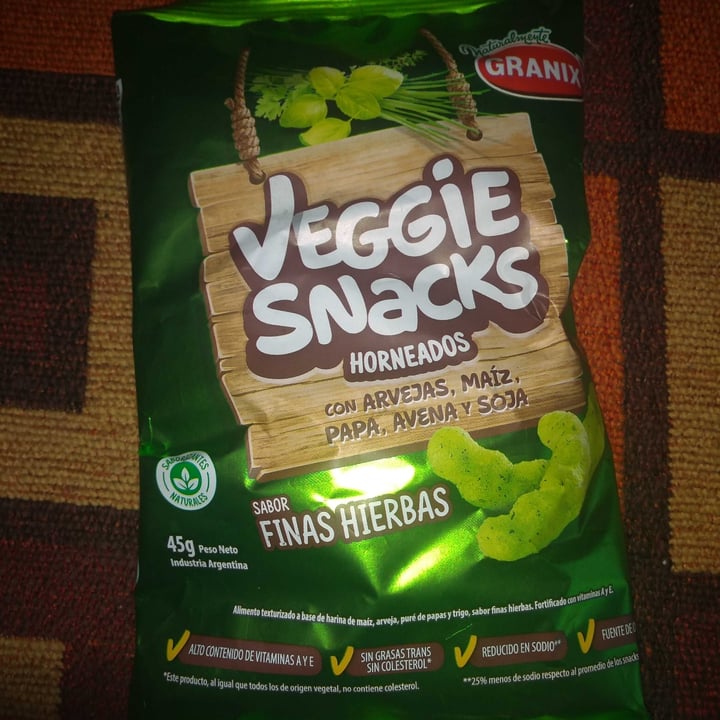 Naturalmente
GRANIX
VEGGIE
SNACKS
HORNEADOS
CON ARVEJAS, MAÍZ,
PAPA, AVENA Y SOJA
SABORIZANTES
NATURALES
SABOR
FINAS HIERBAS
45g Peso Neto
Industria Argentina
Alimento texturizado a base de harina de maíz, arveja, puré de papas y trigo, sabor finas hierbas. Fortificado con vitaminas A y E.
ALTO CONTENIDO DE VITAMINAS A Y E
SIN GRASAS TRANS
SIN COLESTEROL*
REDUCIDO EN SODIO**
FUENTE DE
*Este producto, al igual que todos los de origen vegetal, no contiene colesterol.
**25% menos de sodio respecto al promedio de los snacks